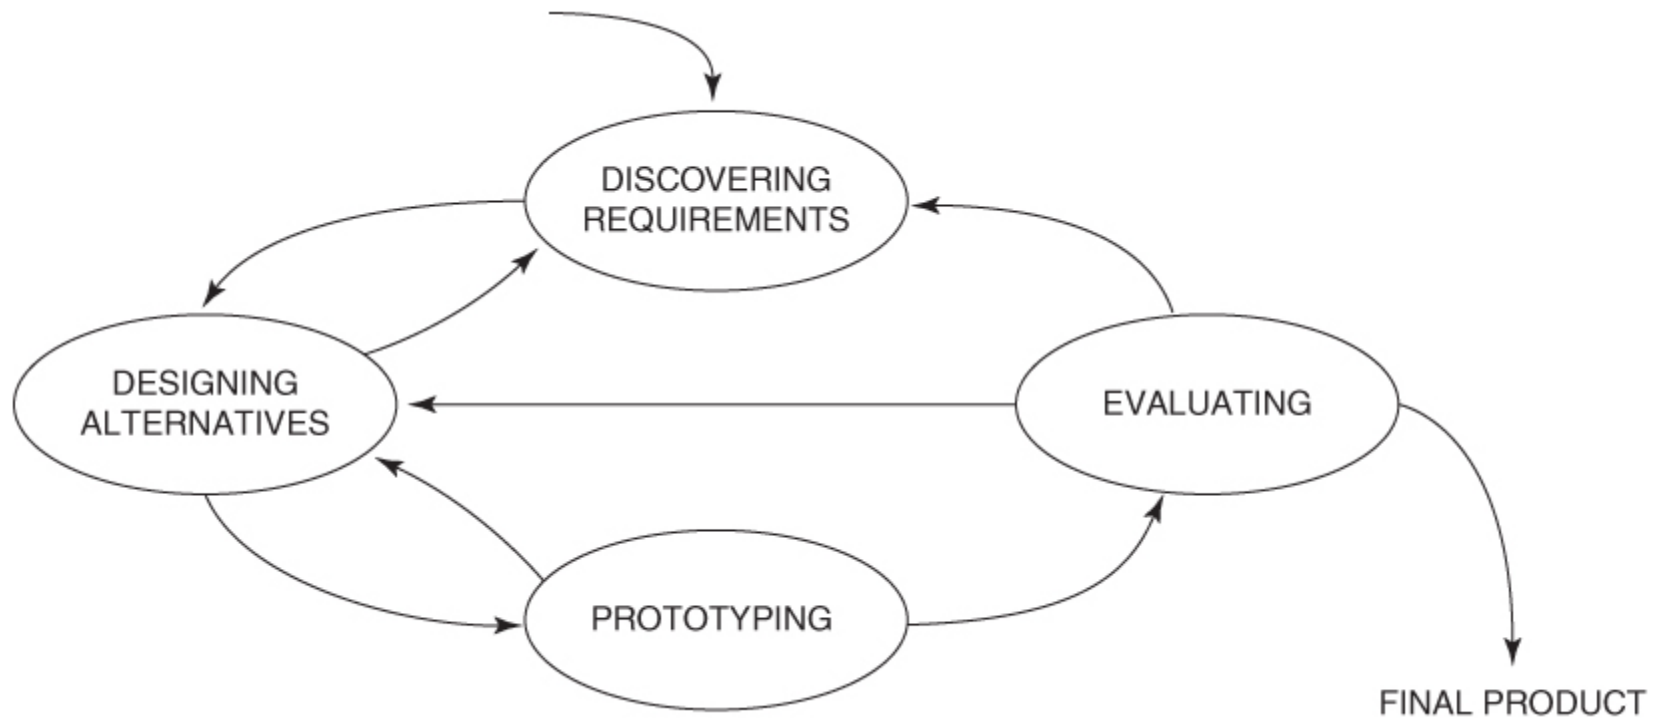 DISCOVERING
REQUIREMENTS
DESIGNING
ALTERNATIVES
EVALUATING
PROTOTYPING
FINAL PRODUCT